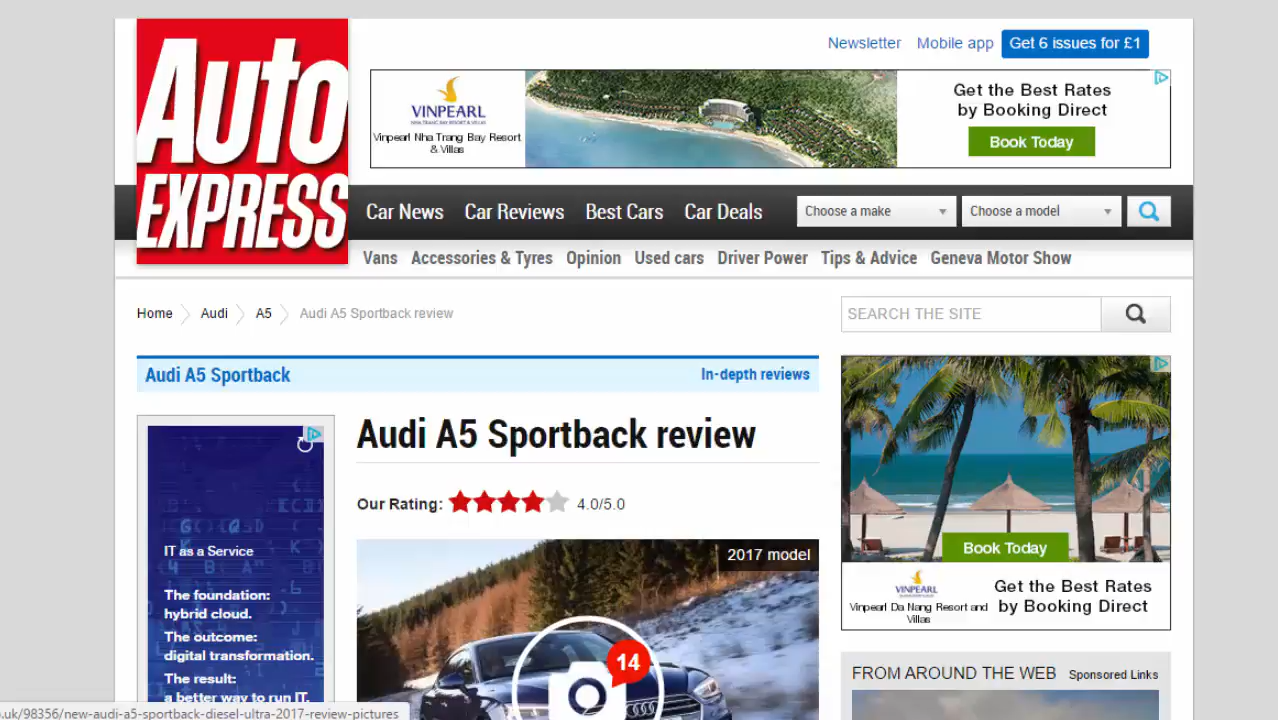 Auto
EXPRESS
Newsletter Mobile app Get 6 issues for £1
VINPEARL
Vinpearl Nha Trang Bay Resort
& Villas
Get the Best Rates
by Booking Direct
Book Today
Car News Car Reviews Best Cars Car Deals Choose a make Choose a model
Vans Accessories & Tyres Opinion Used cars Driver Power Tips & Advice Geneva Motor Show
Home Audi A5 Audi A5 Sportback review
SEARCH THE SITE
Audi A5 Sportback In-depth reviews
IT as a Service
The foundation:
hybrid cloud.
The outcome:
digital transformation.
The result:
a better way to run IT.
Audi A5 Sportback review
Our Rating: 4.0/5.0
2017 model
14
Book Today
VINPEARL
Vinpearl Da Nang Resort and
Villas
Get the Best Rates
by Booking Direct
FROM AROUND THE WEB Sponsored Links
.uk/98356/new-audi-a5-sportback-diesel-ultra-2017-review-pictures